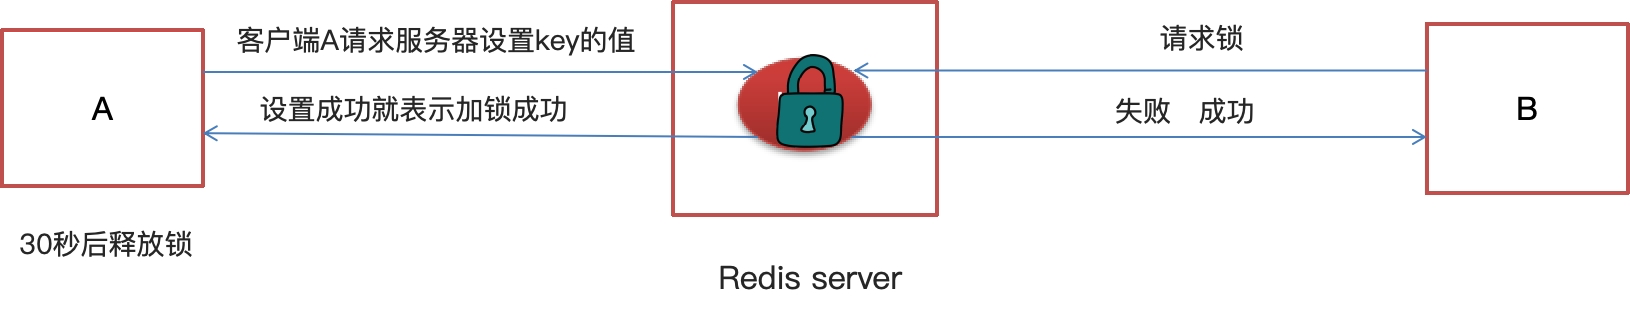 客户端A请求服务器设置key的值
请求锁
A
设置成功就表示加锁成功
失败 成功
B
30秒后释放锁
Redis server